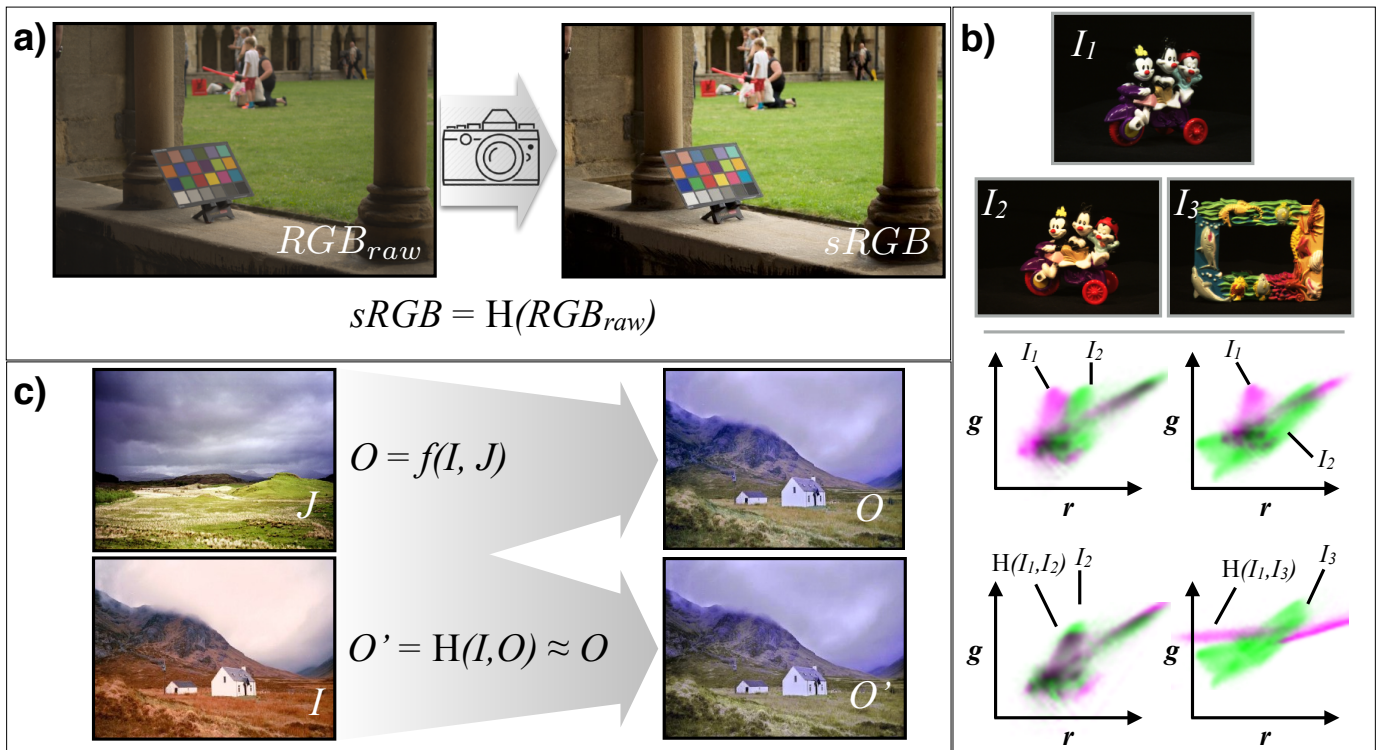 a)
RGBraw
sRGB
sRGB = H(RGBraw)
b)
I1
I2
I3
I1
I2
g
r
I1
I2
g
r
H(I1,I2)
I2
g
r
H(I1,I3)
I3
g
r
c)
J
O = f(I, J)
O
I
O’ = H(I,O) ≈ O
O’